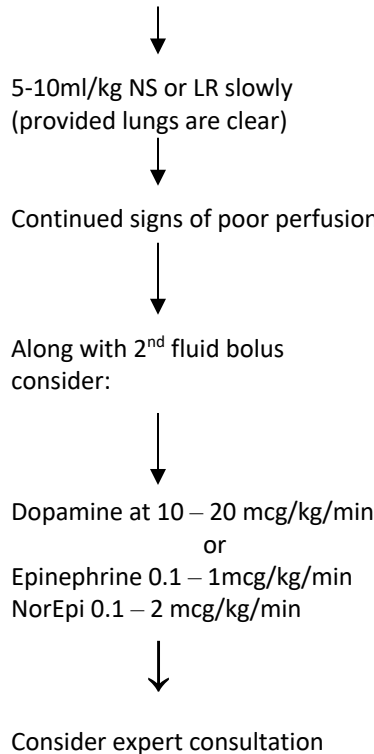 5-10ml/kg NS or LR slowly
(provided lungs are clear)
Continued signs of poor perfusion
Along with 2nd fluid bolus
consider:
Dopamine at 10 – 20 mcg/kg/min
or
Epinephrine 0.1 – 1mcg/kg/min
NorEpi 0.1 – 2 mcg/kg/min
Consider expert consultation